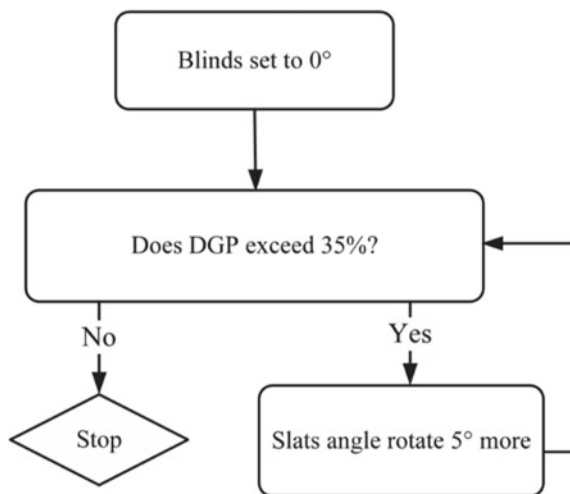 Blinds set to 0°
Does DGP exceed 35%?
No
Yes
Stop
Slats angle rotate 5° more